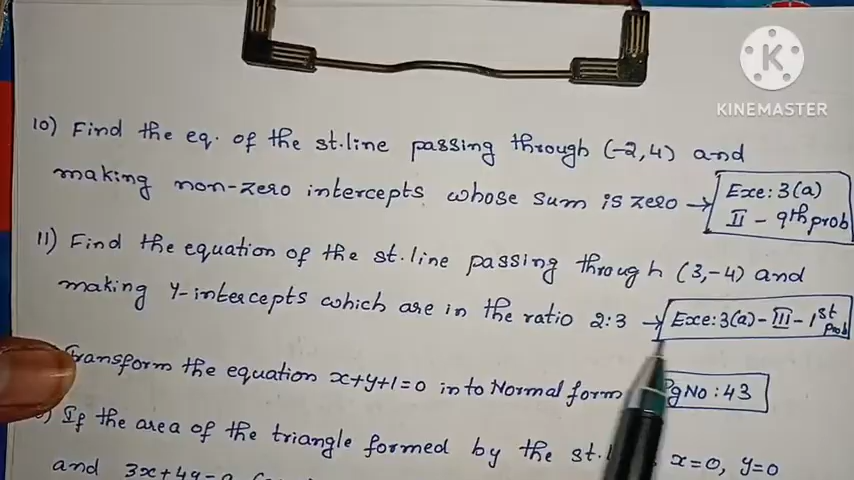 KINEMASTER
10) Find the eq. of the st.line passing through (-2,4) and
making non-zero intercepts whose sum is zero → Exe: 3(a)
II - 9th prob
11) Find the equation of the st.line passing through (3,-4) and
making Y-intercepts which are in the ratio 2:3 → Exe: 3(a)-III-1st Prob
Transform the equation x+y+1=0 in to Normal form PgNo: 43
If the area of the triangle formed by the st. x=0, y=0
and 3x+4y=a